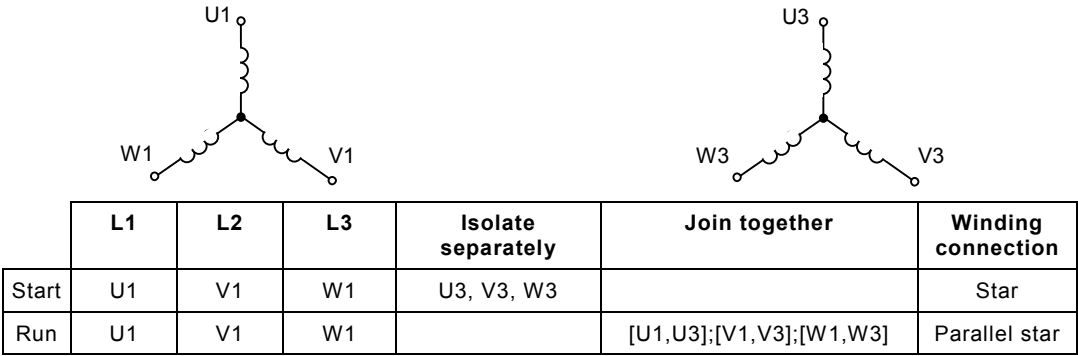 U1
U3
W1
V1
W3
V3
L1 L2 L3 Isolate separately Join together Winding connection
Start U1 V1 W1 U3, V3, W3 Star
Run U1 V1 W1 [U1,U3];[V1,V3];[W1,W3] Parallel star